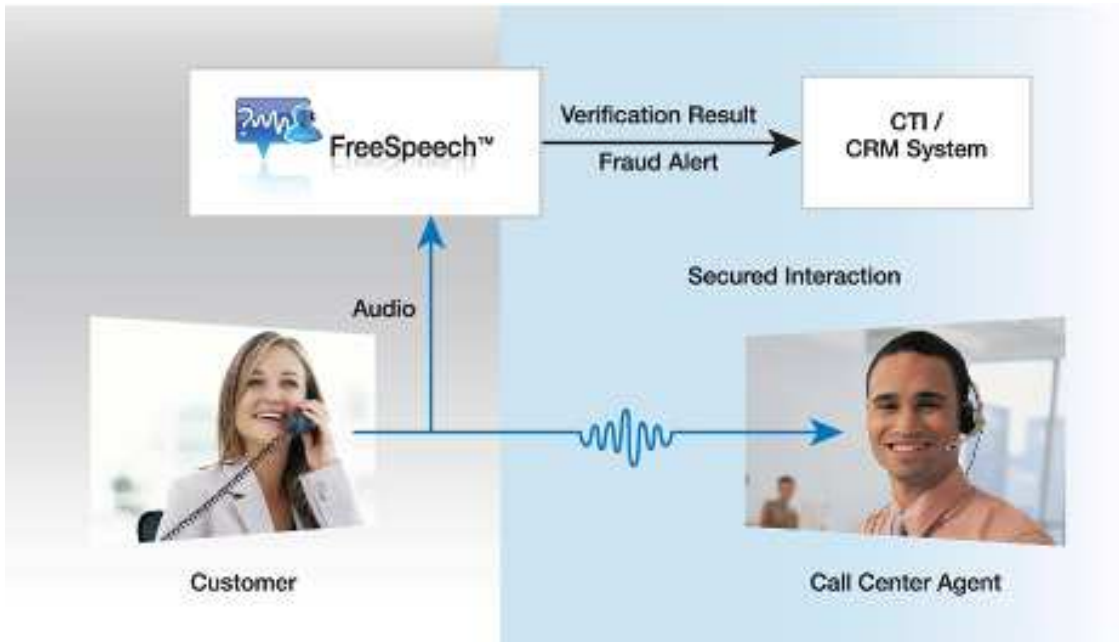 FreeSpeech™
Verification Result
Fraud Alert
CTI /
CRM System
Secured Interaction
Audio
Customer
Call Center Agent